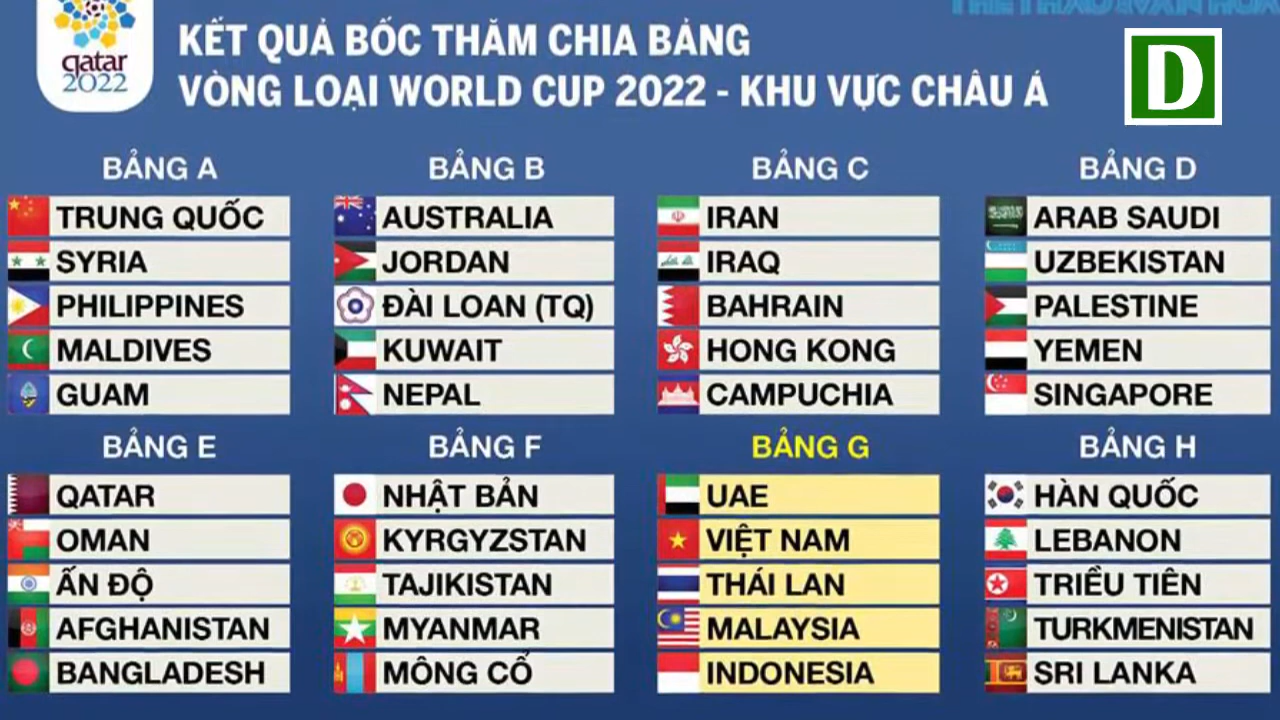 THỂ THAO & VĂN HÓA
qatar
2022
KẾT QUẢ BỐC THĂM CHIA BẢNG
VÒNG LOẠI WORLD CUP 2022 - KHU VỰC CHÂU Á
D
BẢNG A
TRUNG QUỐC
SYRIA
PHILIPPINES
MALDIVES
GUAM
BẢNG B
AUSTRALIA
JORDAN
ĐÀI LOAN (TQ)
KUWAIT
NEPAL
BẢNG C
IRAN
IRAQ
BAHRAIN
HONG KONG
CAMPUCHIA
BẢNG D
ARAB SAUDI
UZBEKISTAN
PALESTINE
YEMEN
SINGAPORE
BẢNG E
QATAR
OMAN
ẤN ĐỘ
AFGHANISTAN
BANGLADESH
BẢNG F
NHẬT BẢN
KYRGYZSTAN
TAJIKISTAN
MYANMAR
MÔNG CỔ
BẢNG G
UAE
VIỆT NAM
THÁI LAN
MALAYSIA
INDONESIA
BẢNG H
HÀN QUỐC
LEBANON
TRIỀU TIÊN
TURKMENISTAN
SRI LANKA